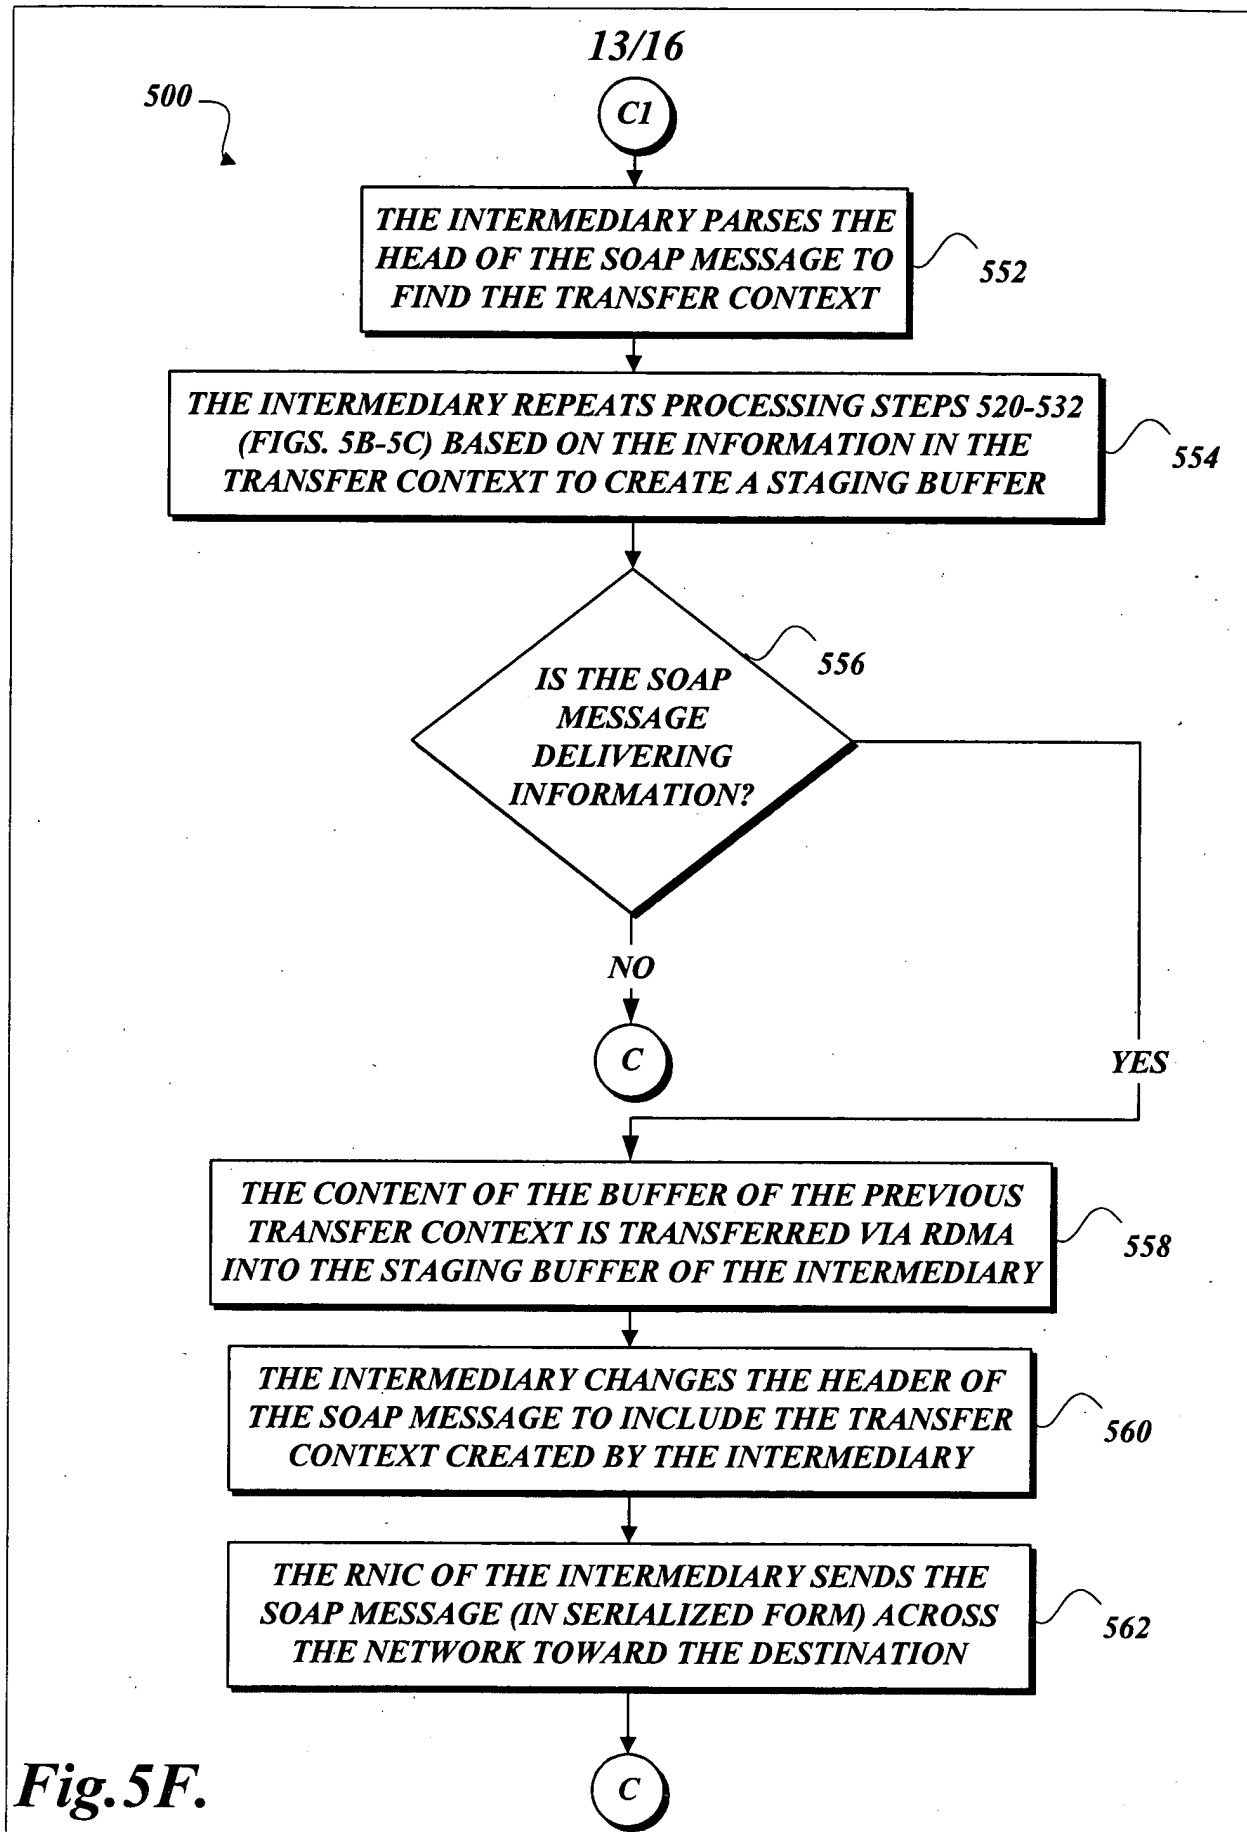 13/16
500
C1
THE INTERMEDIARY PARSES THE
HEAD OF THE SOAP MESSAGE TO
FIND THE TRANSFER CONTEXT
552
THE INTERMEDIARY REPEATS PROCESSING STEPS 520-532
(FIGS. 5B-5C) BASED ON THE INFORMATION IN THE
TRANSFER CONTEXT TO CREATE A STAGING BUFFER
554
556
IS THE SOAP
MESSAGE
DELIVERING
INFORMATION?
NO
C
YES
THE CONTENT OF THE BUFFER OF THE PREVIOUS
TRANSFER CONTEXT IS TRANSFERRED VIA RDMA
INTO THE STAGING BUFFER OF THE INTERMEDIARY
558
THE INTERMEDIARY CHANGES THE HEADER OF
THE SOAP MESSAGE TO INCLUDE THE TRANSFER
CONTEXT CREATED BY THE INTERMEDIARY
560
THE RNIC OF THE INTERMEDIARY SENDS THE
SOAP MESSAGE (IN SERIALIZED FORM) ACROSS
THE NETWORK TOWARD THE DESTINATION
562
C
Fig.5F.